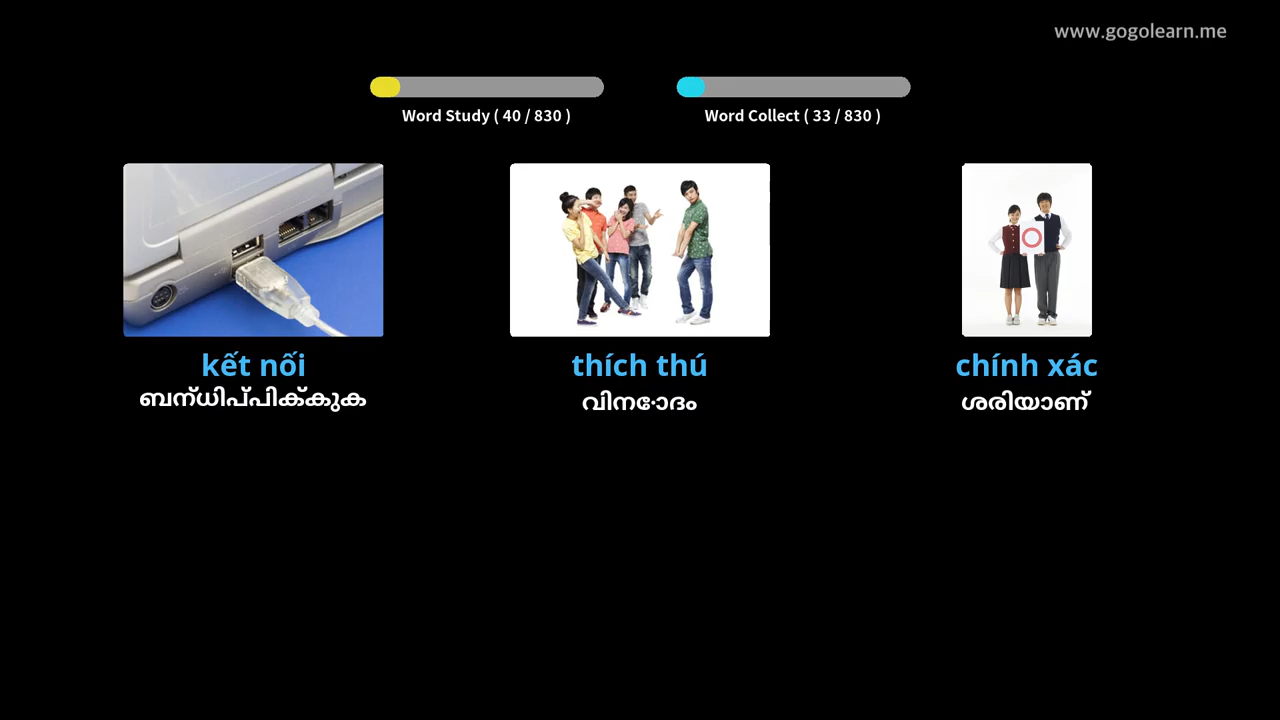 www.gogolearn.me
Word Study ( 40 / 830 )
Word Collect ( 33 / 830 )
kết nối
ബന്ധിപ്പിക്കുക
thích thú
വിനോദം
chính xác
ശരിയാണ്